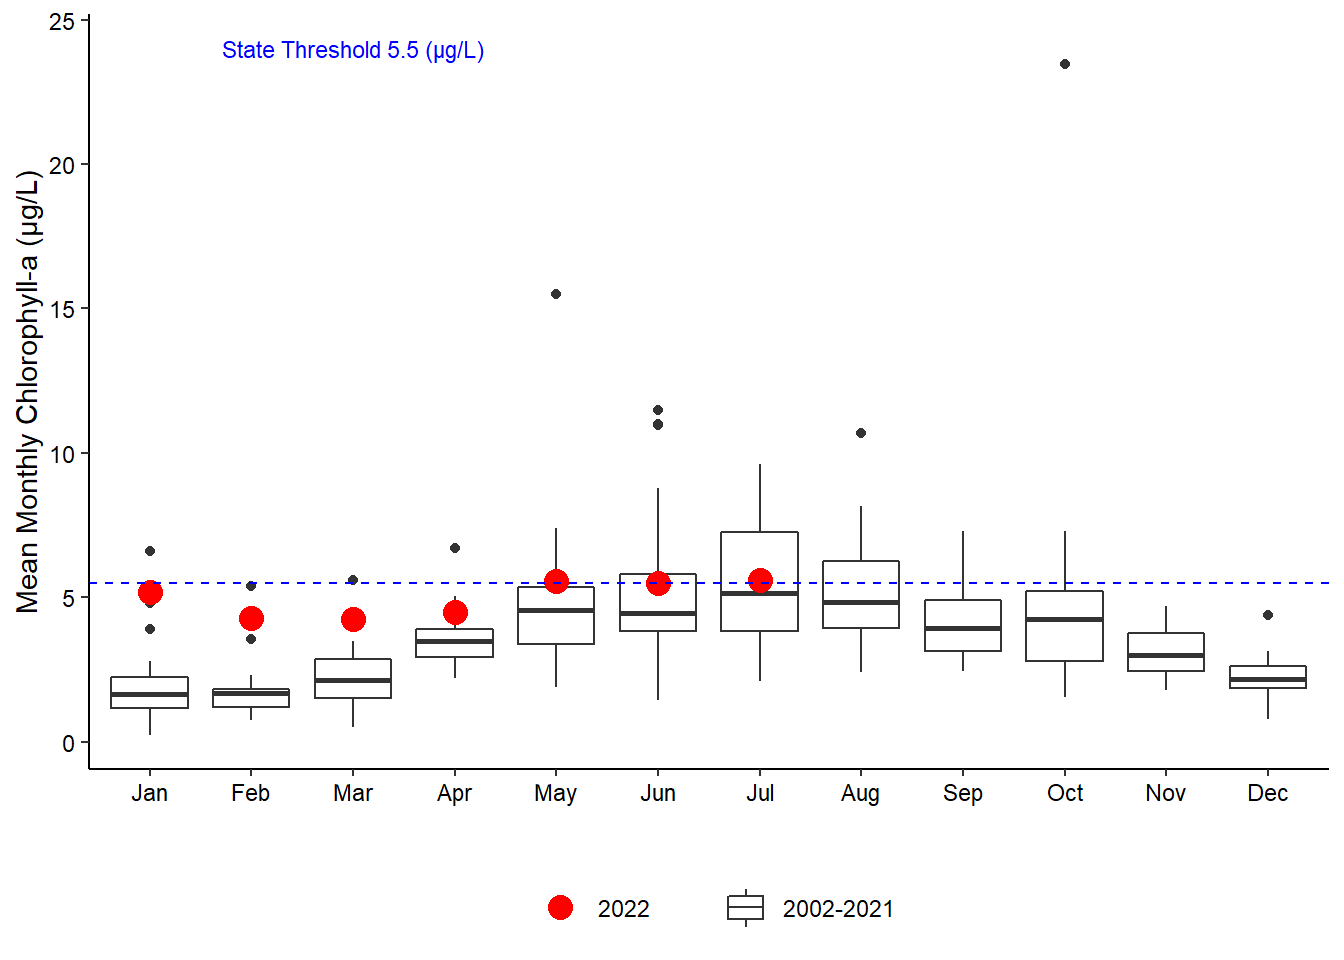 State Threshold 5.5 (µg/L)
Mean Monthly Chlorophyll-a (µg/L)
25
20
15
10
5
0
Jan Feb Mar Apr May Jun Jul Aug Sep Oct Nov Dec
2022 2002-2021